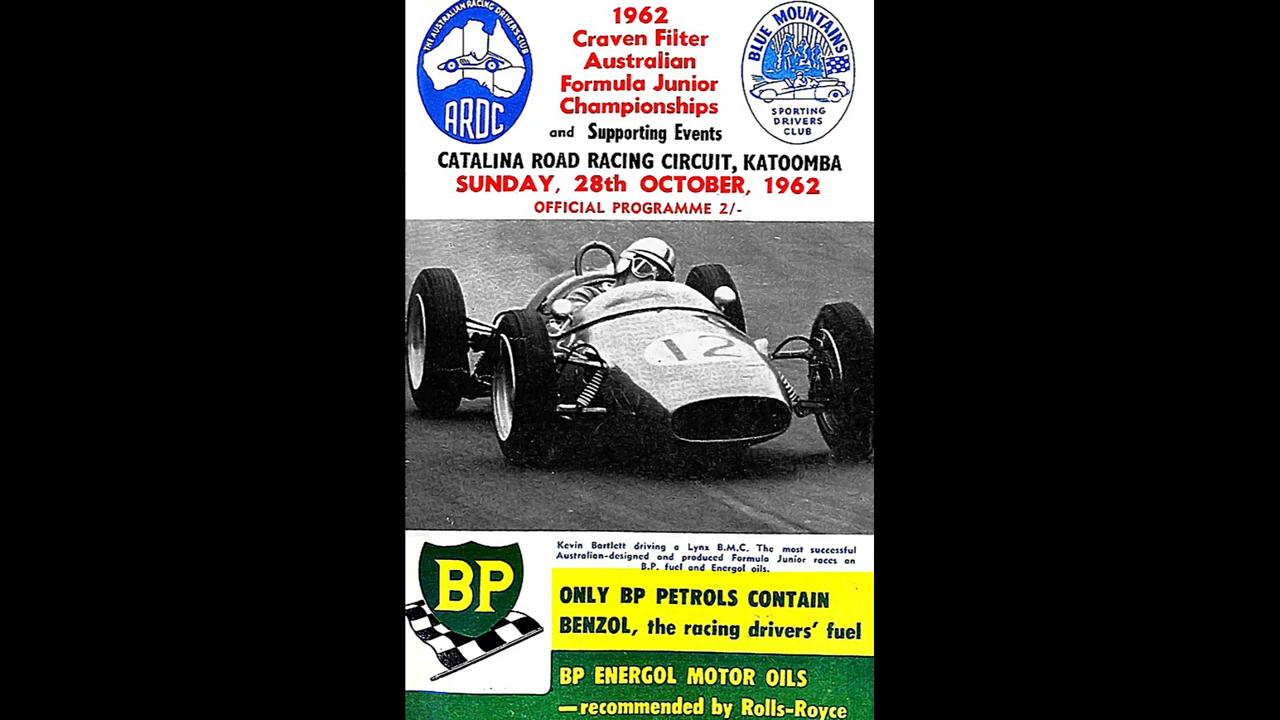 THE AUSTRALIAN RACING DRIVERS CLUB
ARDC
1962
Craven Filter
Australian
Formula Junior
Championships
and Supporting Events
BLUE MOUNTAINS
SPORTING
DRIVERS
CLUB
CATALINA ROAD RACING CIRCUIT, KATOOMBA
SUNDAY, 28th OCTOBER, 1962
OFFICIAL PROGRAMME 2/-
12
Kevin Bartlett driving a Lynx B.M.C. The most successful
Australian-designed and produced Formula Junior races on
B.P. fuel and Energol oils.
BP
ONLY BP PETROLS CONTAIN
BENZOL, the racing drivers' fuel
BP ENERGOL MOTOR OILS
—recommended by Rolls-Royce